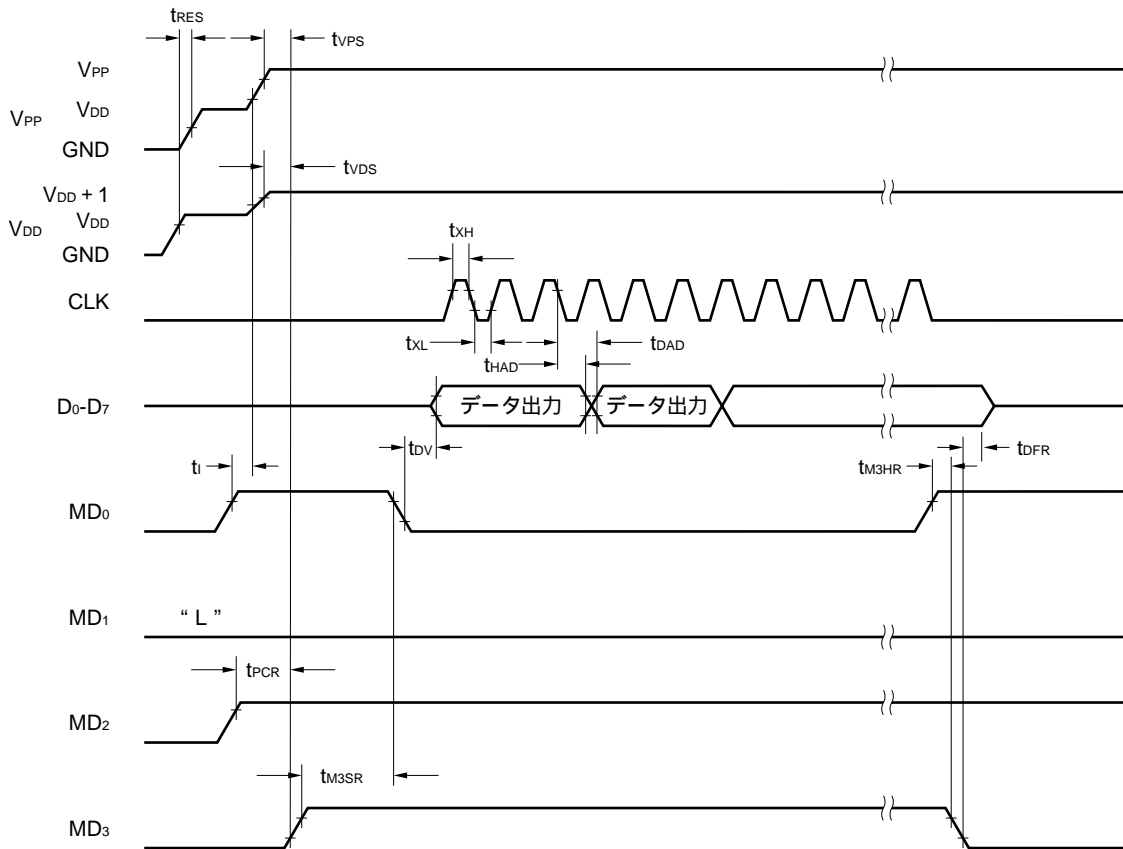 tRES
tVPS
VPP
VPP VDD
GND
tVDS
VDD + 1
VDD VDD
GND
tXH
CLK
tXL
tHAD
tDAD
D0-D7 データ出力 データ出力
tDV
tI
tM3HR
tDFR
MD0
MD1 “ L ”
tPCR
MD2
tM3SR
MD3